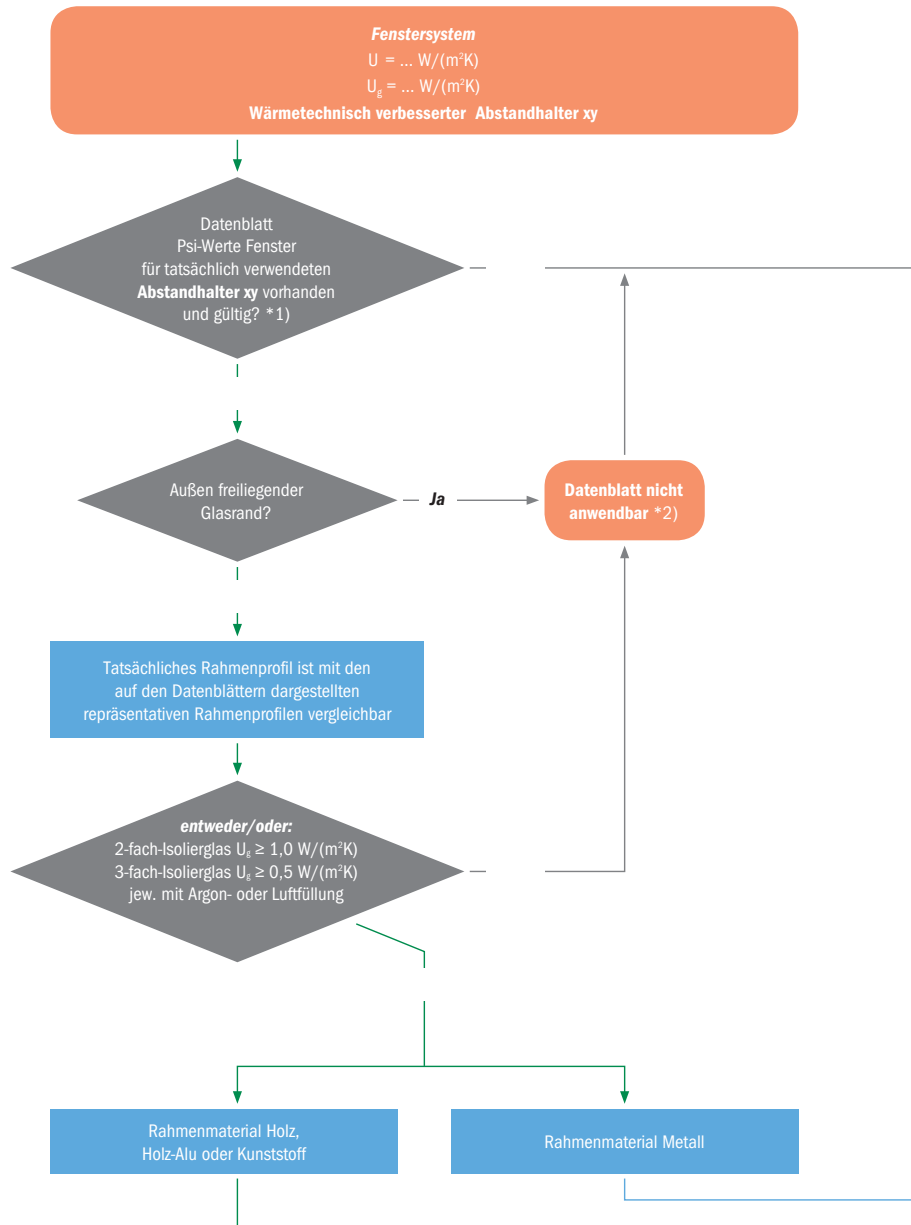 Fenstersystem
U = ... W/(m²K)
Ug = ... W/(m²K)
Wärmetechnisch verbesserter Abstandhalter xy
Datenblatt
Psi-Werte Fenster
für tatsächlich verwendeten
Abstandhalter xy vorhanden
und gültig? *1)
Außen freiliegender
Glasrand?
Ja
Datenblatt nicht
anwendbar *2)
Tatsächliches Rahmenprofil ist mit den
auf den Datenblättern dargestellten
repräsentativen Rahmenprofilen vergleichbar
entweder/oder:
2-fach-Isolierglas Ug ≥ 1,0 W/(m²K)
3-fach-Isolierglas Ug ≥ 0,5 W/(m²K)
jew. mit Argon- oder Luftfüllung
Rahmenmaterial Holz,
Holz-Alu oder Kunststoff
Rahmenmaterial Metall